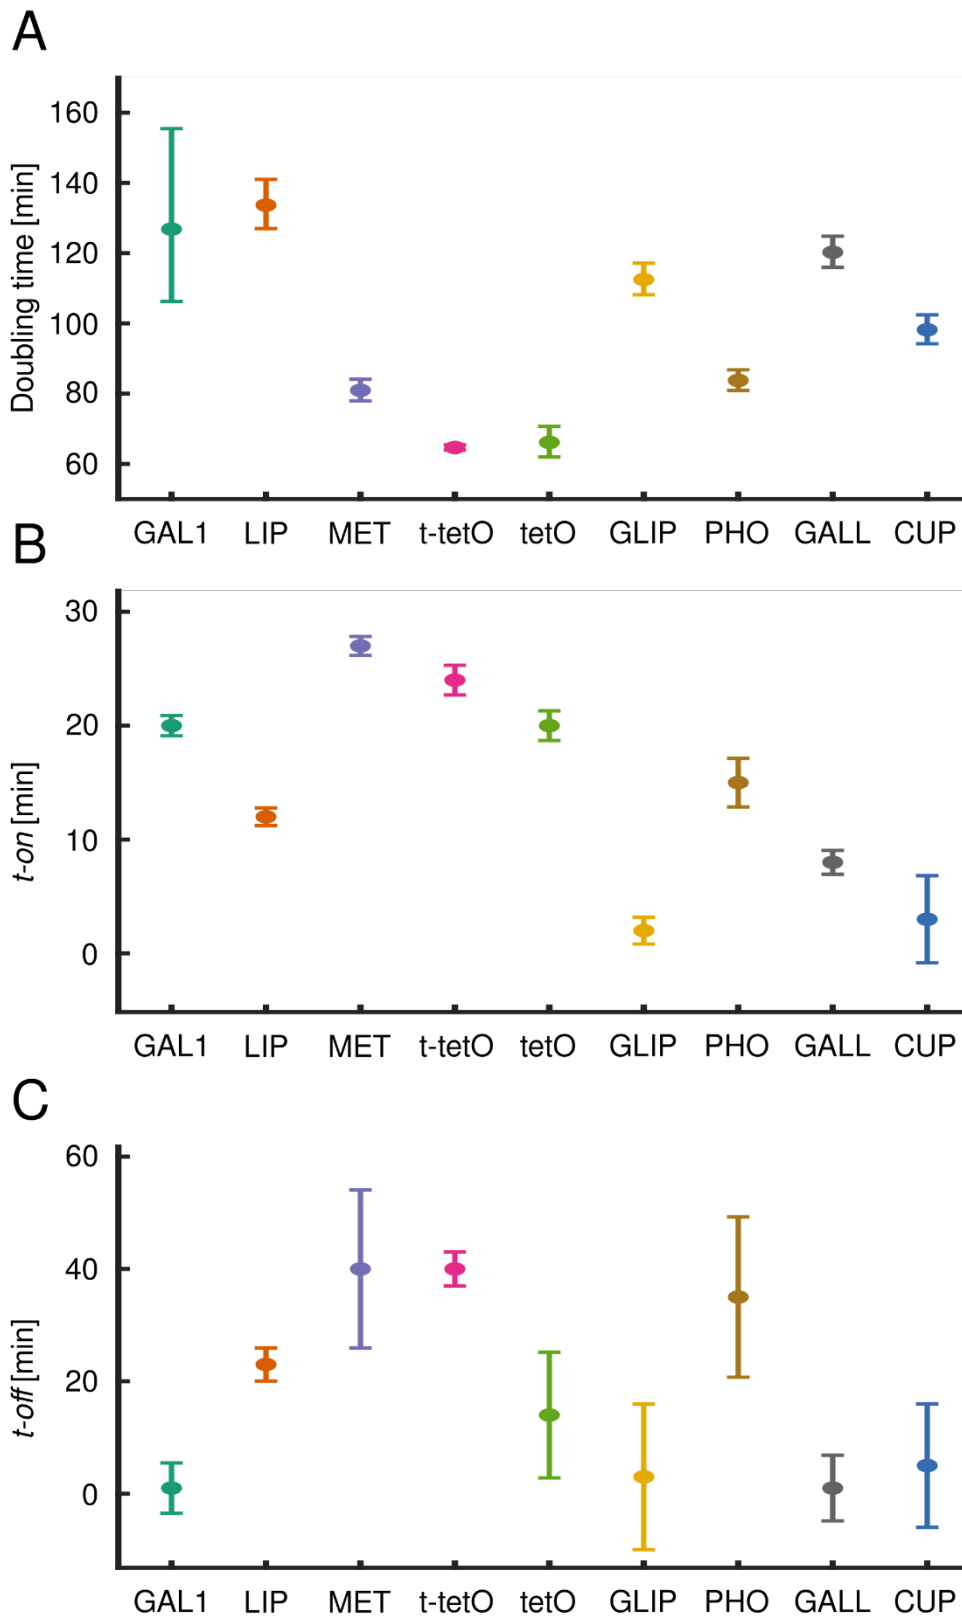 A
Doubling time [min]
160
140
120
100
80
60
GAL1 LIP MET t-tetO tetO GLIP PHO GALL CUP
B
t-on [min]
30
20
10
0
GAL1 LIP MET t-tetO tetO GLIP PHO GALL CUP
C
t-off [min]
60
40
20
0
GAL1 LIP MET t-tetO tetO GLIP PHO GALL CUP